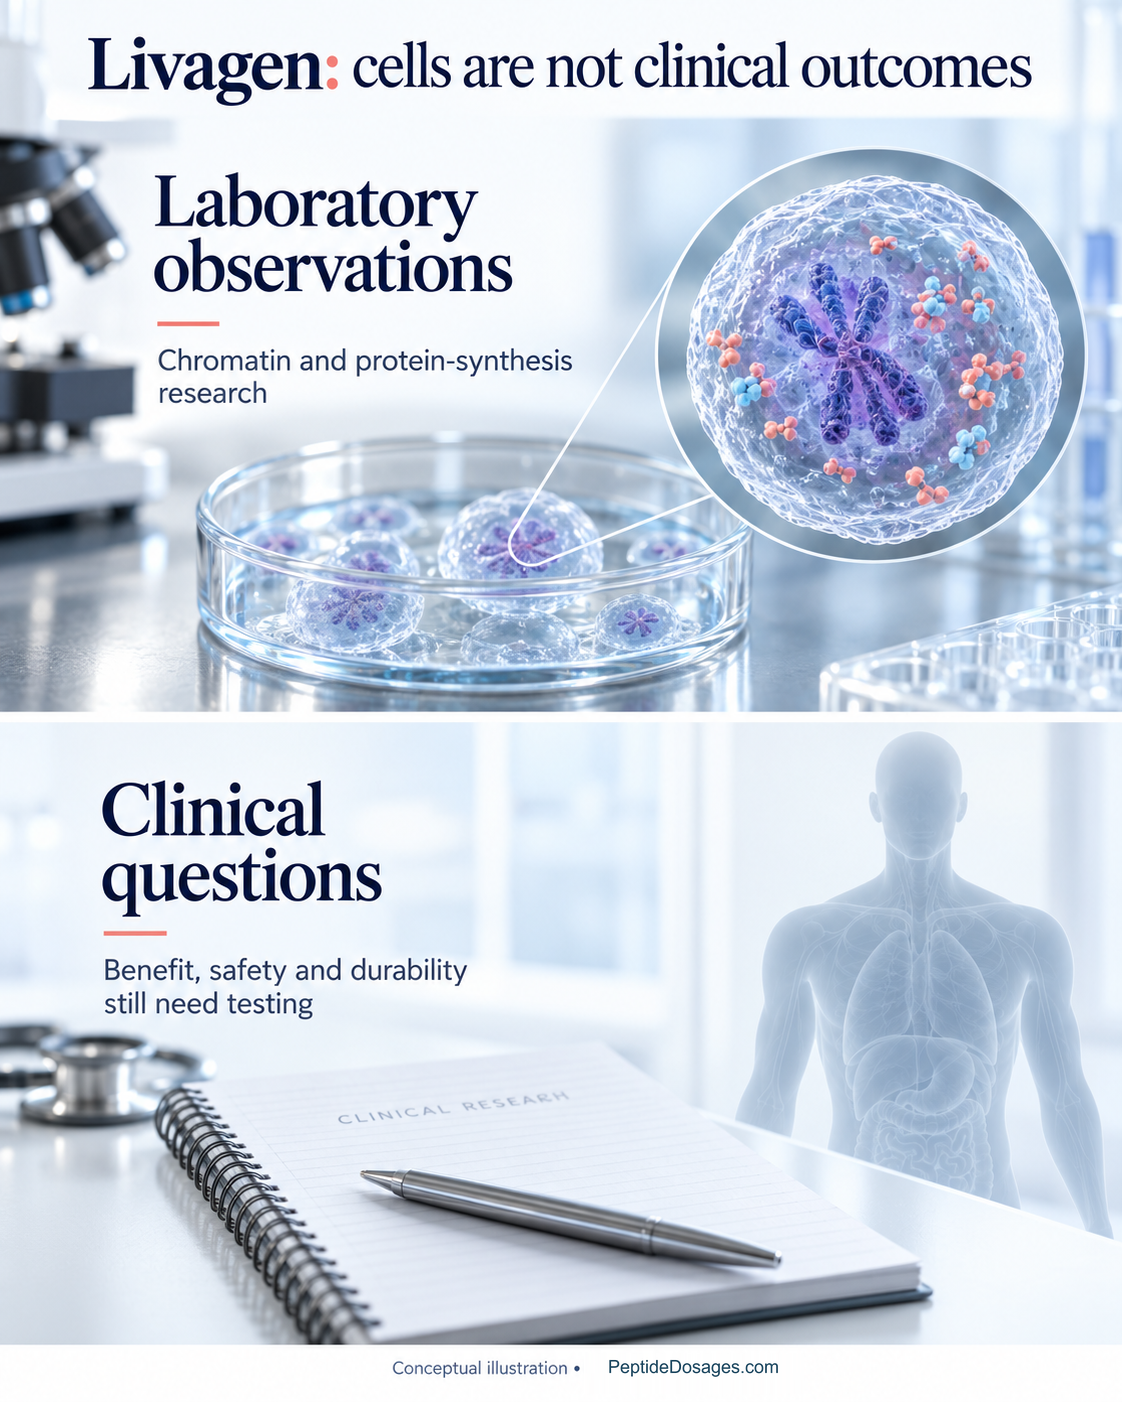 Livagen: cells are not clinical outcomes
Laboratory
observations
Chromatin and protein-synthesis
research
Clinical
questions
Benefit, safety and durability
still need testing
CLINICAL RESEARH
Conceptual illustration • PeptideDosages.com